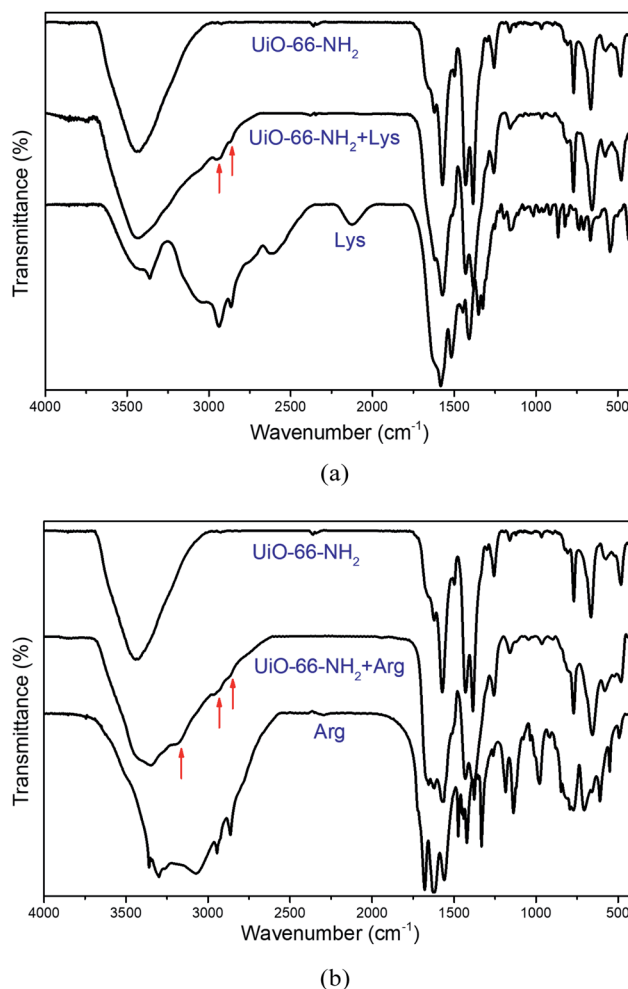 UiO-66-NH₂
UiO-66-NH₂+Lys
Lys
Transmittance (%)
4000 3500 3000 2500 2000 1500 1000 500
Wavenumber (cm⁻¹)
(a)
UiO-66-NH₂
UiO-66-NH₂+Arg
Arg
Transmittance (%)
4000 3500 3000 2500 2000 1500 1000 500
Wavenumber (cm⁻¹)
(b)